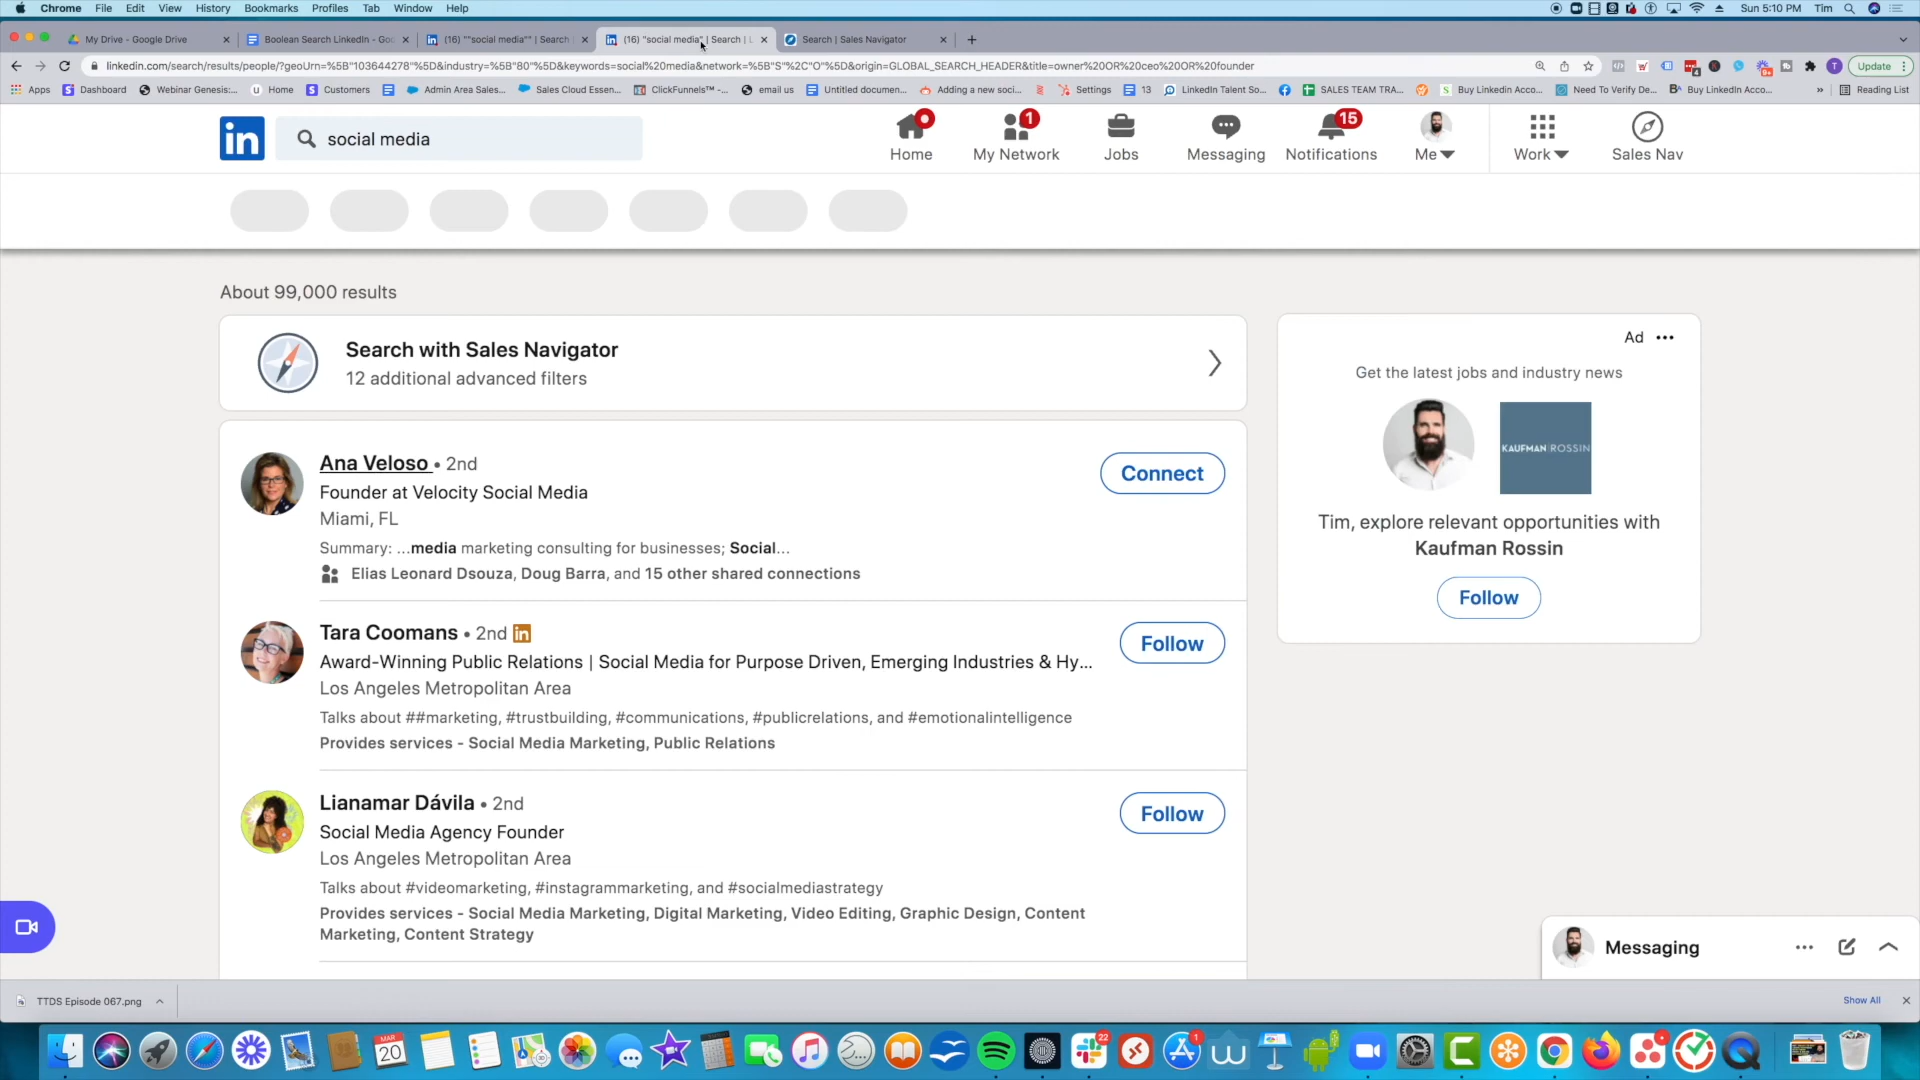 Chrome File Edit View History Bookmarks Profiles Tab Window Help
Sun 5:10 PM Tim
My Drive - Google Drive
Boolean Search LinkedIn - Goo
(16) ""social media"" | Search
(16) "social media" | Search | L
Search | Sales Navigator
linkedin.com/search/results/people/?geoUrn=%5B"103644278"%5D&industry=%5B"80"%5D&keywords=social%20media&network=%5B"S"%2C"O"%5D&origin=GLOBAL_SEARCH_HEADER&title=owner%20OR%20ceo%20OR%20founder
Update
Apps Dashboard Webinar Genesis:... Home Customers Admin Area Sales... Sales Cloud Essen... ClickFunnels™ -... email us Untitled documen... Adding a new soci... Settings 13 LinkedIn Talent So... SALES TEAM TRA... Buy Linkedin Acco... Need To Verify De... Buy LinkedIn Acco... » Reading List
in
social media
Home
1
My Network
Jobs
Messaging
15
Notifications
Me
Work
Sales Nav
About 99,000 results
Search with Sales Navigator
12 additional advanced filters
Ana Veloso • 2nd
Founder at Velocity Social Media
Miami, FL
Summary: ...media marketing consulting for businesses; Social...
Elias Leonard Dsouza, Doug Barra, and 15 other shared connections
Connect
Tara Coomans • 2nd in
Award-Winning Public Relations | Social Media for Purpose Driven, Emerging Industries & Hy...
Los Angeles Metropolitan Area
Talks about ##marketing, #trustbuilding, #communications, #publicrelations, and #emotionalintelligence
Provides services - Social Media Marketing, Public Relations
Follow
Lianamar Dávila • 2nd
Social Media Agency Founder
Los Angeles Metropolitan Area
Talks about #videomarketing, #instagrammarketing, and #socialmediastrategy
Provides services - Social Media Marketing, Digital Marketing, Video Editing, Graphic Design, Content
Marketing, Content Strategy
Follow
Ad
Get the latest jobs and industry news
KAUFMAN ROSSIN
Tim, explore relevant opportunities with
Kaufman Rossin
Follow
Messaging
TTDS Episode 067.png
Show All
MAR
20
22
1